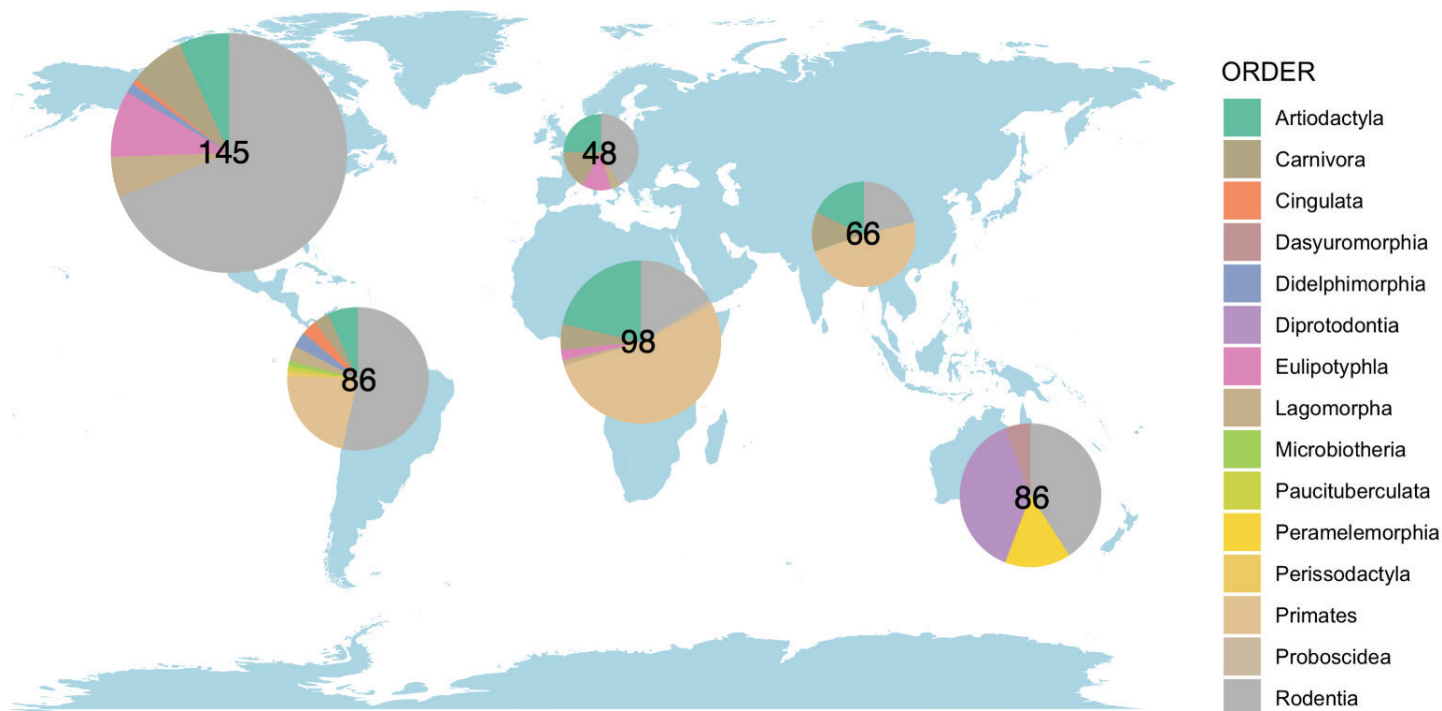 145
48
66
98
86
86
ORDER
Artiodactyla
Carnivora
Cingulata
Dasyuromorphia
Didelphimorphia
Diprotodontia
Eulipotyphla
Lagomorpha
Microbiotheria
Paucituberculata
Peramelemorphia
Perissodactyla
Primates
Proboscidea
Rodentia